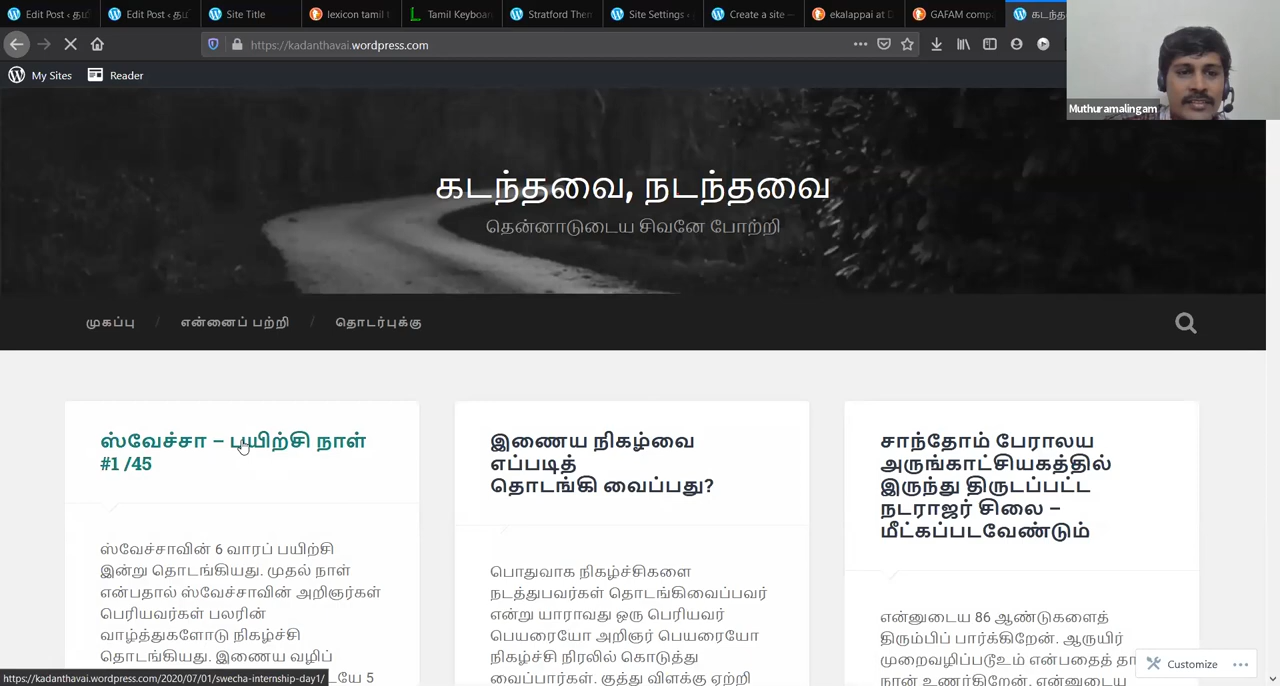 Edit Post ‹ தமி
Edit Post ‹ தமி
Site Title
lexicon tamil
Tamil Keyboar
Stratford Them
Site Settings ‹
Create a site —
ekalappai at D
GAFAM comp
கடந்த
https://kadanthavai.wordpress.com
My Sites
Reader
Muthuramalingam
கடந்தவை, நடந்தவை
தென்னாடுடைய சிவனே போற்றி
முகப்பு / என்னைப் பற்றி / தொடர்புக்கு
ஸ்வேச்சா – பயிற்சி நாள்
#1 /45
ஸ்வேச்சாவின் 6 வாரப் பயிற்சி
இன்று தொடங்கியது. முதல் நாள்
என்பதால் ஸ்வேச்சாவின் அறிஞர்கள்
பெரியவர்கள் பலரின்
வாழ்த்துகளோடு நிகழ்ச்சி
தொடங்கியது. இணைய வழிப்
யே 5
இணைய நிகழ்வை
எப்படித்
தொடங்கி வைப்பது?
பொதுவாக நிகழ்ச்சிகளை
நடத்துபவர்கள் தொடங்கிவைப்பவர்
என்று யாராவது ஒரு பெரியவர்
பெயரையோ அறிஞர் பெயரையோ
நிகழ்ச்சி நிரலில் கொடுத்து
வைப்பார்கள். குத்து விளக்கு ஏற்றி
சாந்தோம் பேராலய
அருங்காட்சியகத்தில்
இருந்து திருடப்பட்ட
நடராஜர் சிலை –
மீட்கப்படவேண்டும்
என்னுடைய 86 ஆண்டுகளைத்
திரும்பிப் பார்க்கிறேன். ஆருயிர்
முறைவழிப்படூஉம் என்பதைத் தா
நான் உணர்கிறேன். என்னுடைய
Customize
https://kadanthavai.wordpress.com/2020/07/01/swecha-internship-day1/